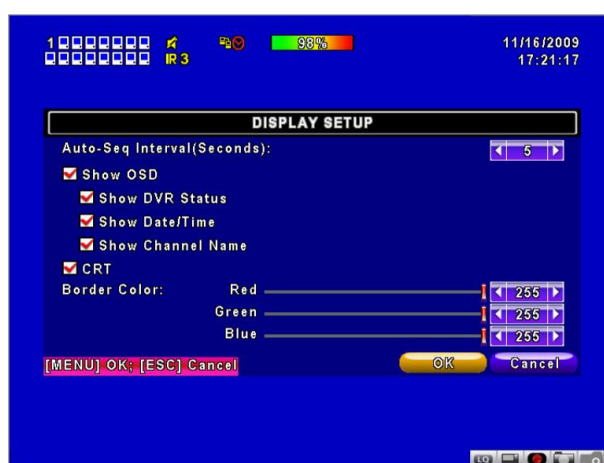 1 98% 11/16/2009
IR 3 17:21:17
DISPLAY SETUP
Auto-Seq Interval(Seconds): 5
Show OSD
Show DVR Status
Show Date/Time
Show Channel Name
CRT
Border Color: Red 255
Green 255
Blue 255
[MENU] OK; [ESC] Cancel OK Cancel
LQ